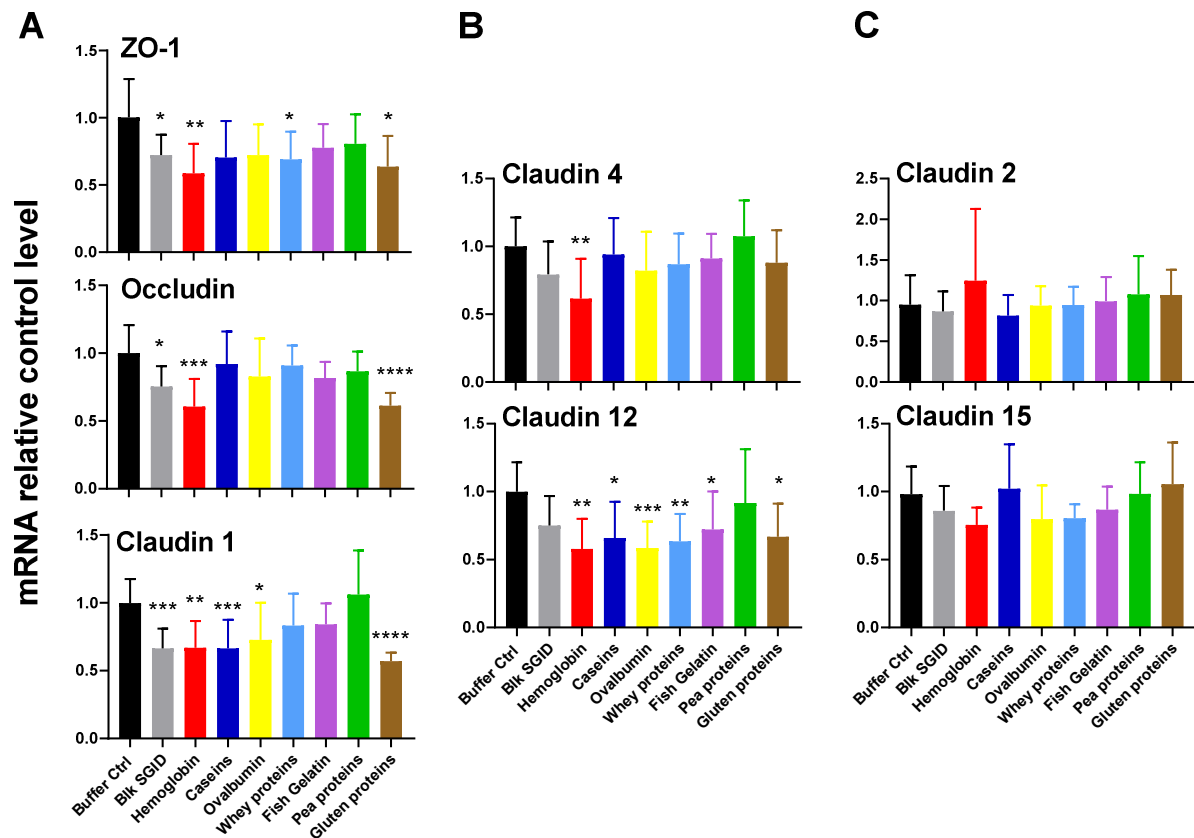 A
B
C
mRNA relative control level
ZO-1
1.5
1.0
0.5
0.0
* ** * *
Occludin
1.5
1.0
0.5
0.0
* *** ****
Claudin 1
1.5
1.0
0.5
0.0
*** ** *** * ****
Buffer Ctrl
Blk SGID
Hemoglobin
Caseins
Ovalbumin
Whey proteins
Fish Gelatin
Pea proteins
Gluten proteins
Claudin 4
1.5
1.0
0.5
0.0
**
Claudin 12
1.5
1.0
0.5
0.0
** * *** ** * *
Buffer Ctrl
Blk SGID
Hemoglobin
Caseins
Ovalbumin
Whey proteins
Fish Gelatin
Pea proteins
Gluten proteins
Claudin 2
2.5
2.0
1.5
1.0
0.5
0.0
Claudin 15
1.5
1.0
0.5
0.0
Buffer Ctrl
Blk SGID
Hemoglobin
Caseins
Ovalbumin
Whey proteins
Fish Gelatin
Pea proteins
Gluten proteins